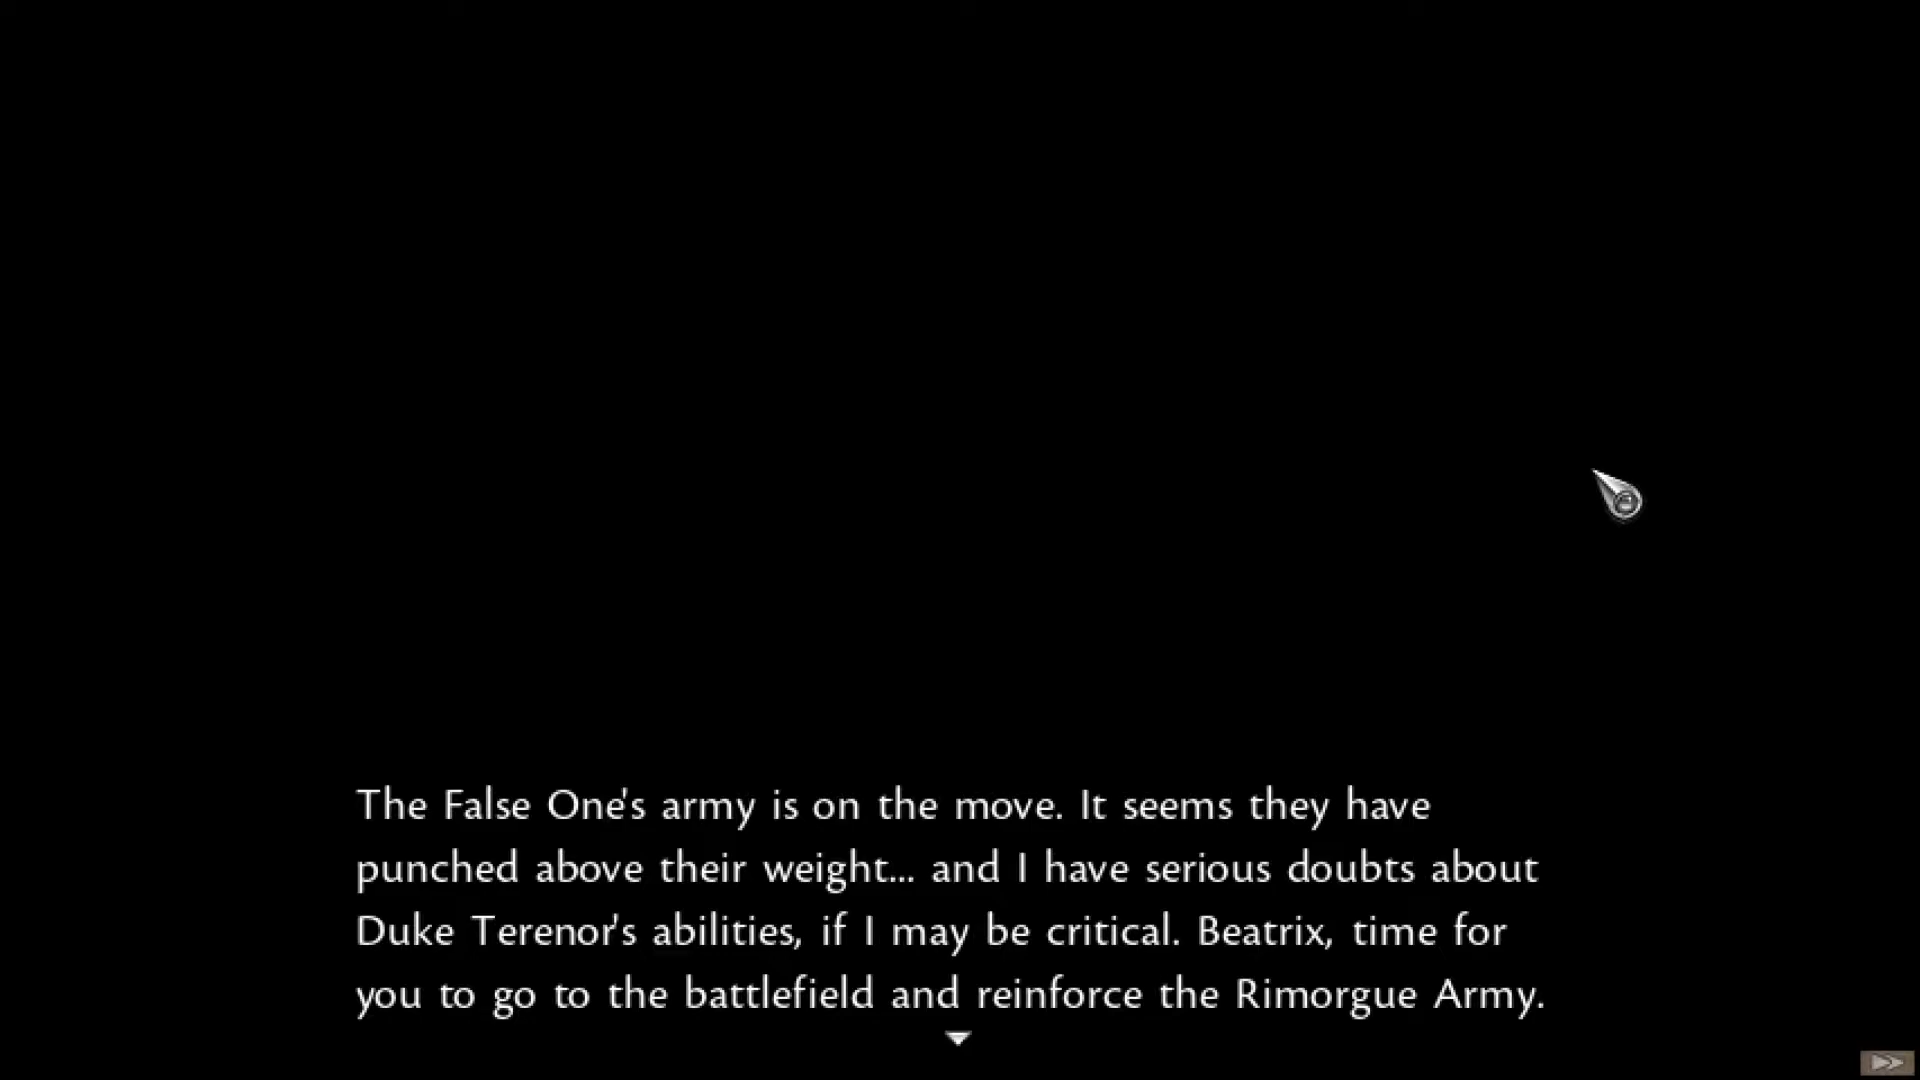 The False One's army is on the move. It seems they have
punched above their weight... and I have serious doubts about
Duke Terenor's abilities, if I may be critical. Beatrix, time for
you to go to the battlefield and reinforce the Rimorgue Army.